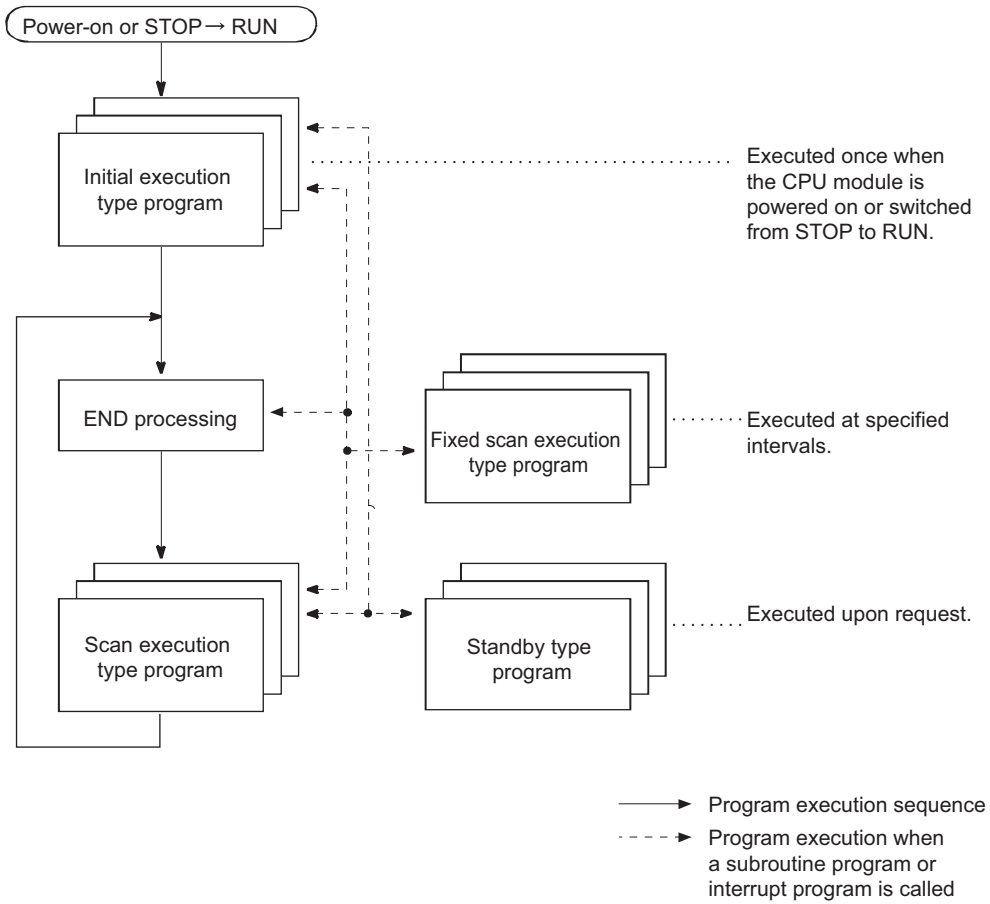 Power-on or STOP → RUN
Initial execution
type program
Executed once when
the CPU module is
powered on or switched
from STOP to RUN.
END processing
Fixed scan execution
type program
Executed at specified
intervals.
Scan execution
type program
Standby type
program
Executed upon request.
Program execution sequence
Program execution when
a subroutine program or
interrupt program is called